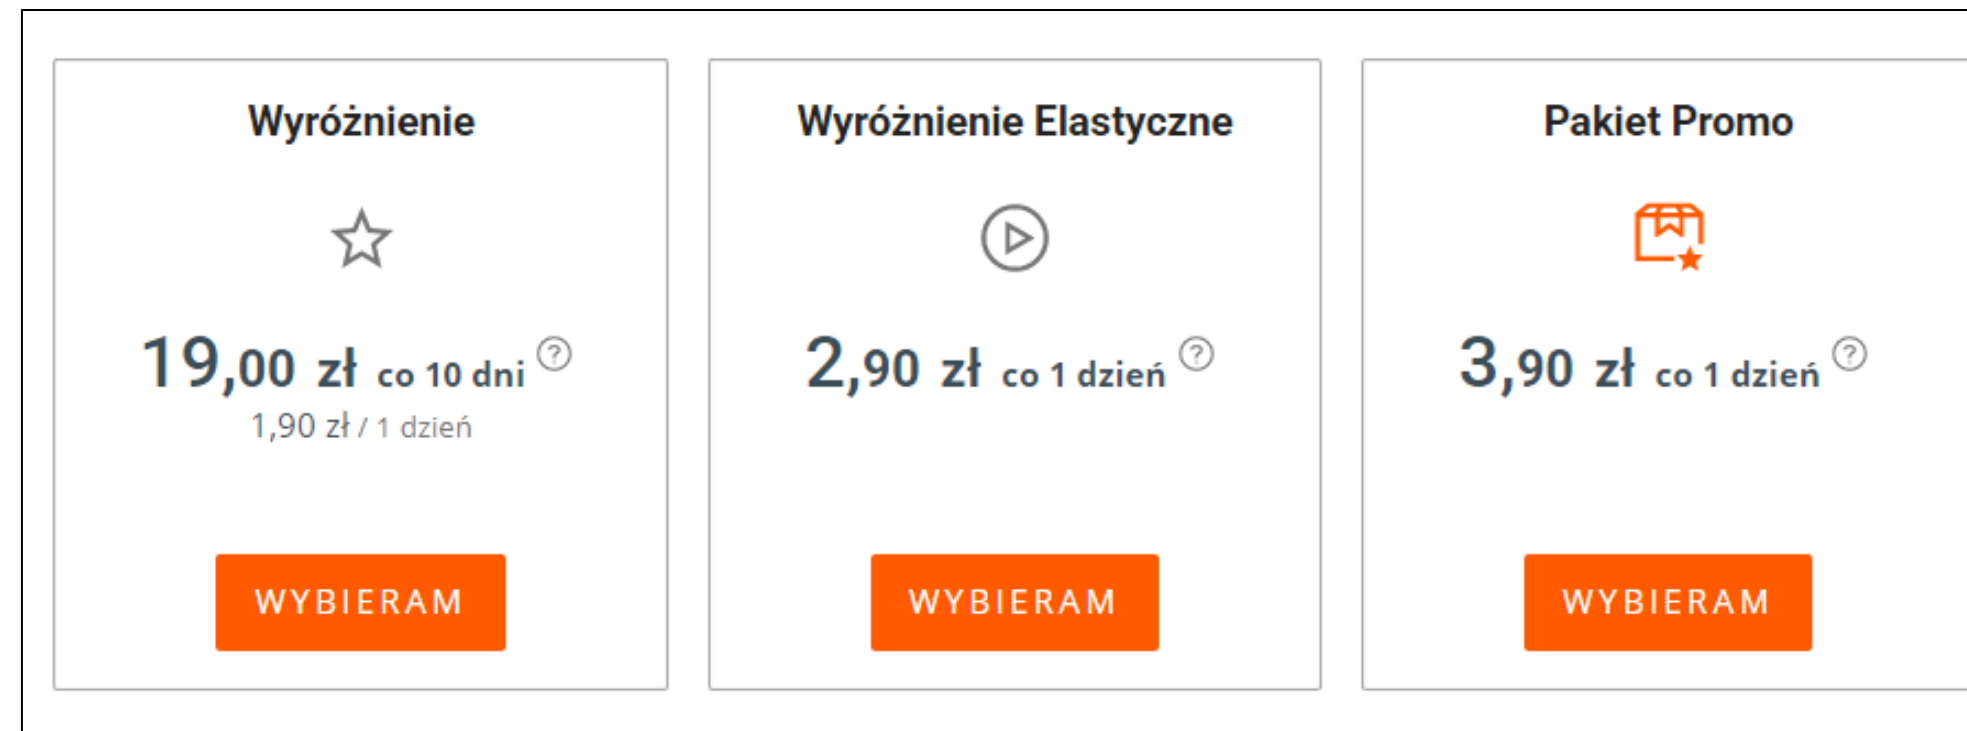 Wyróżnienie
19,00 zł co 10 dni ?
1,90 zł / 1 dzień
WYBIERAM
Wyróżnienie Elastyczne
2,90 zł co 1 dzień ?
WYBIERAM
Pakiet Promo
3,90 zł co 1 dzień ?
WYBIERAM